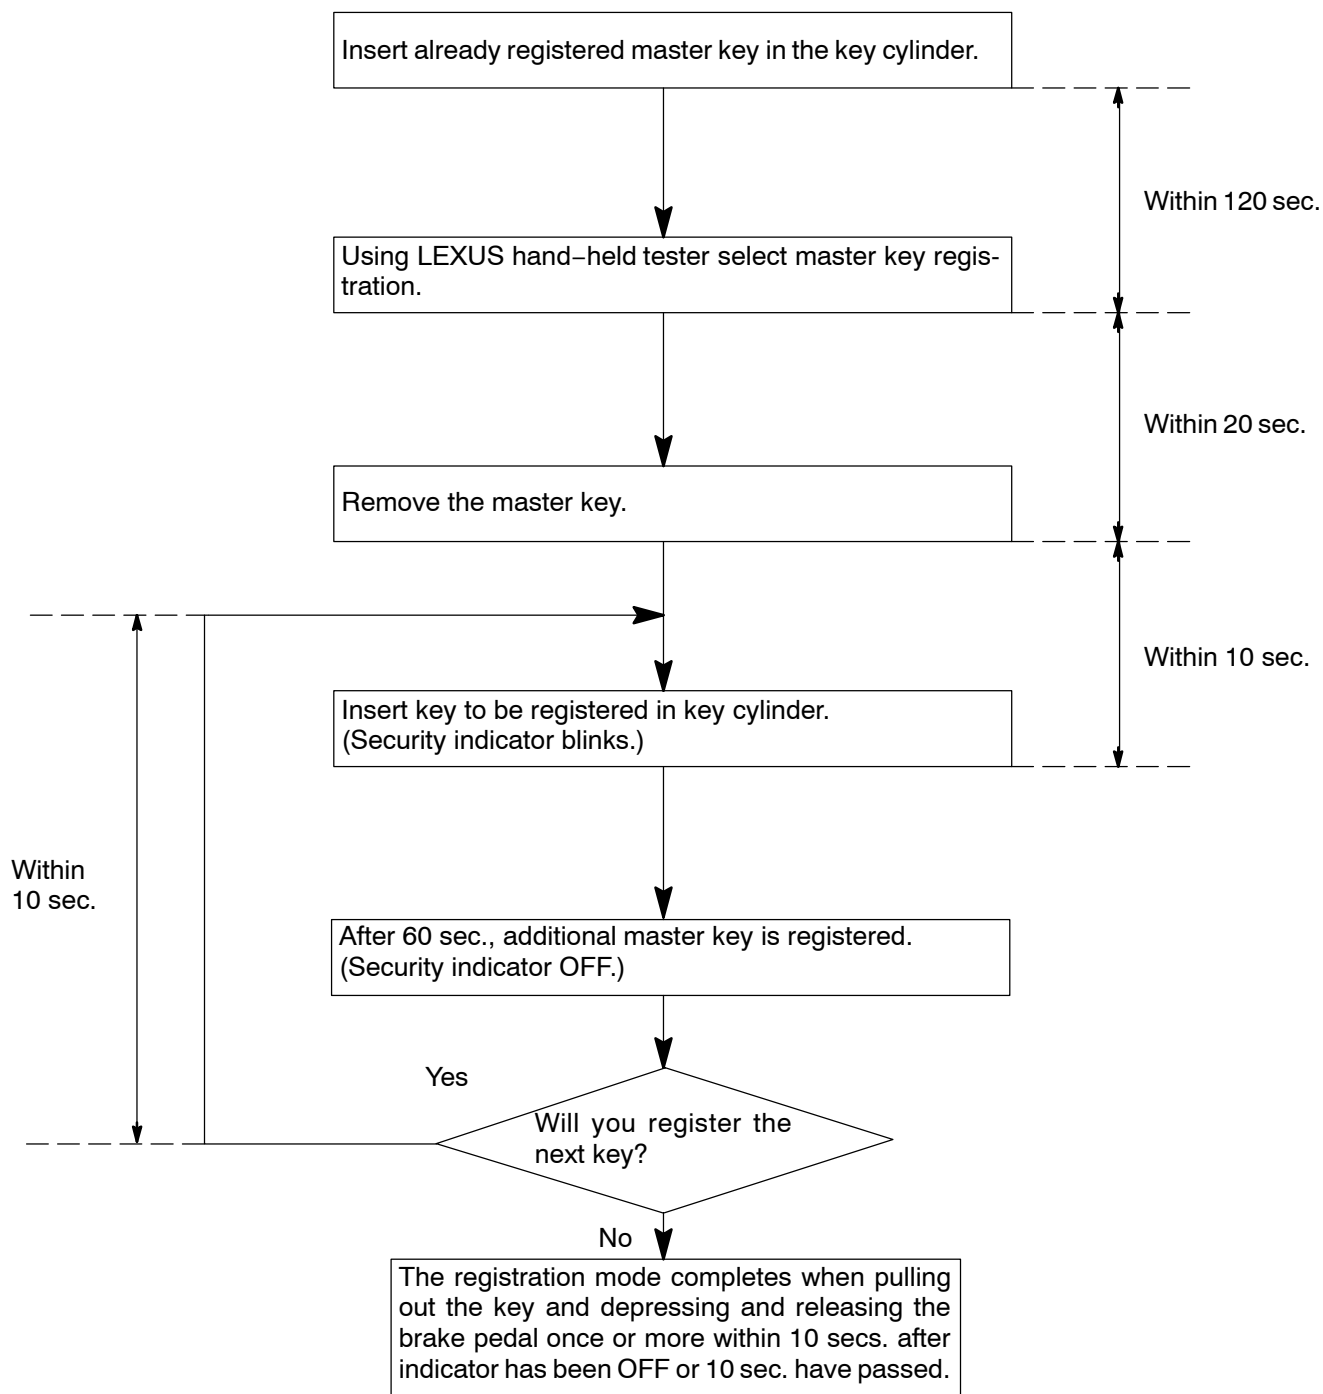 Insert already registered master key in the key cylinder.
Within 120 sec.
Using LEXUS hand−held tester select master key regis-
tration.
Within 20 sec.
Remove the master key.
Within 10 sec.
Insert key to be registered in key cylinder.
(Security indicator blinks.)
Within
10 sec.
After 60 sec., additional master key is registered.
(Security indicator OFF.)
Yes
Will you register the
next key?
No
The registration mode completes when pulling
out the key and depressing and releasing the
brake pedal once or more within 10 secs. after
indicator has been OFF or 10 sec. have passed.